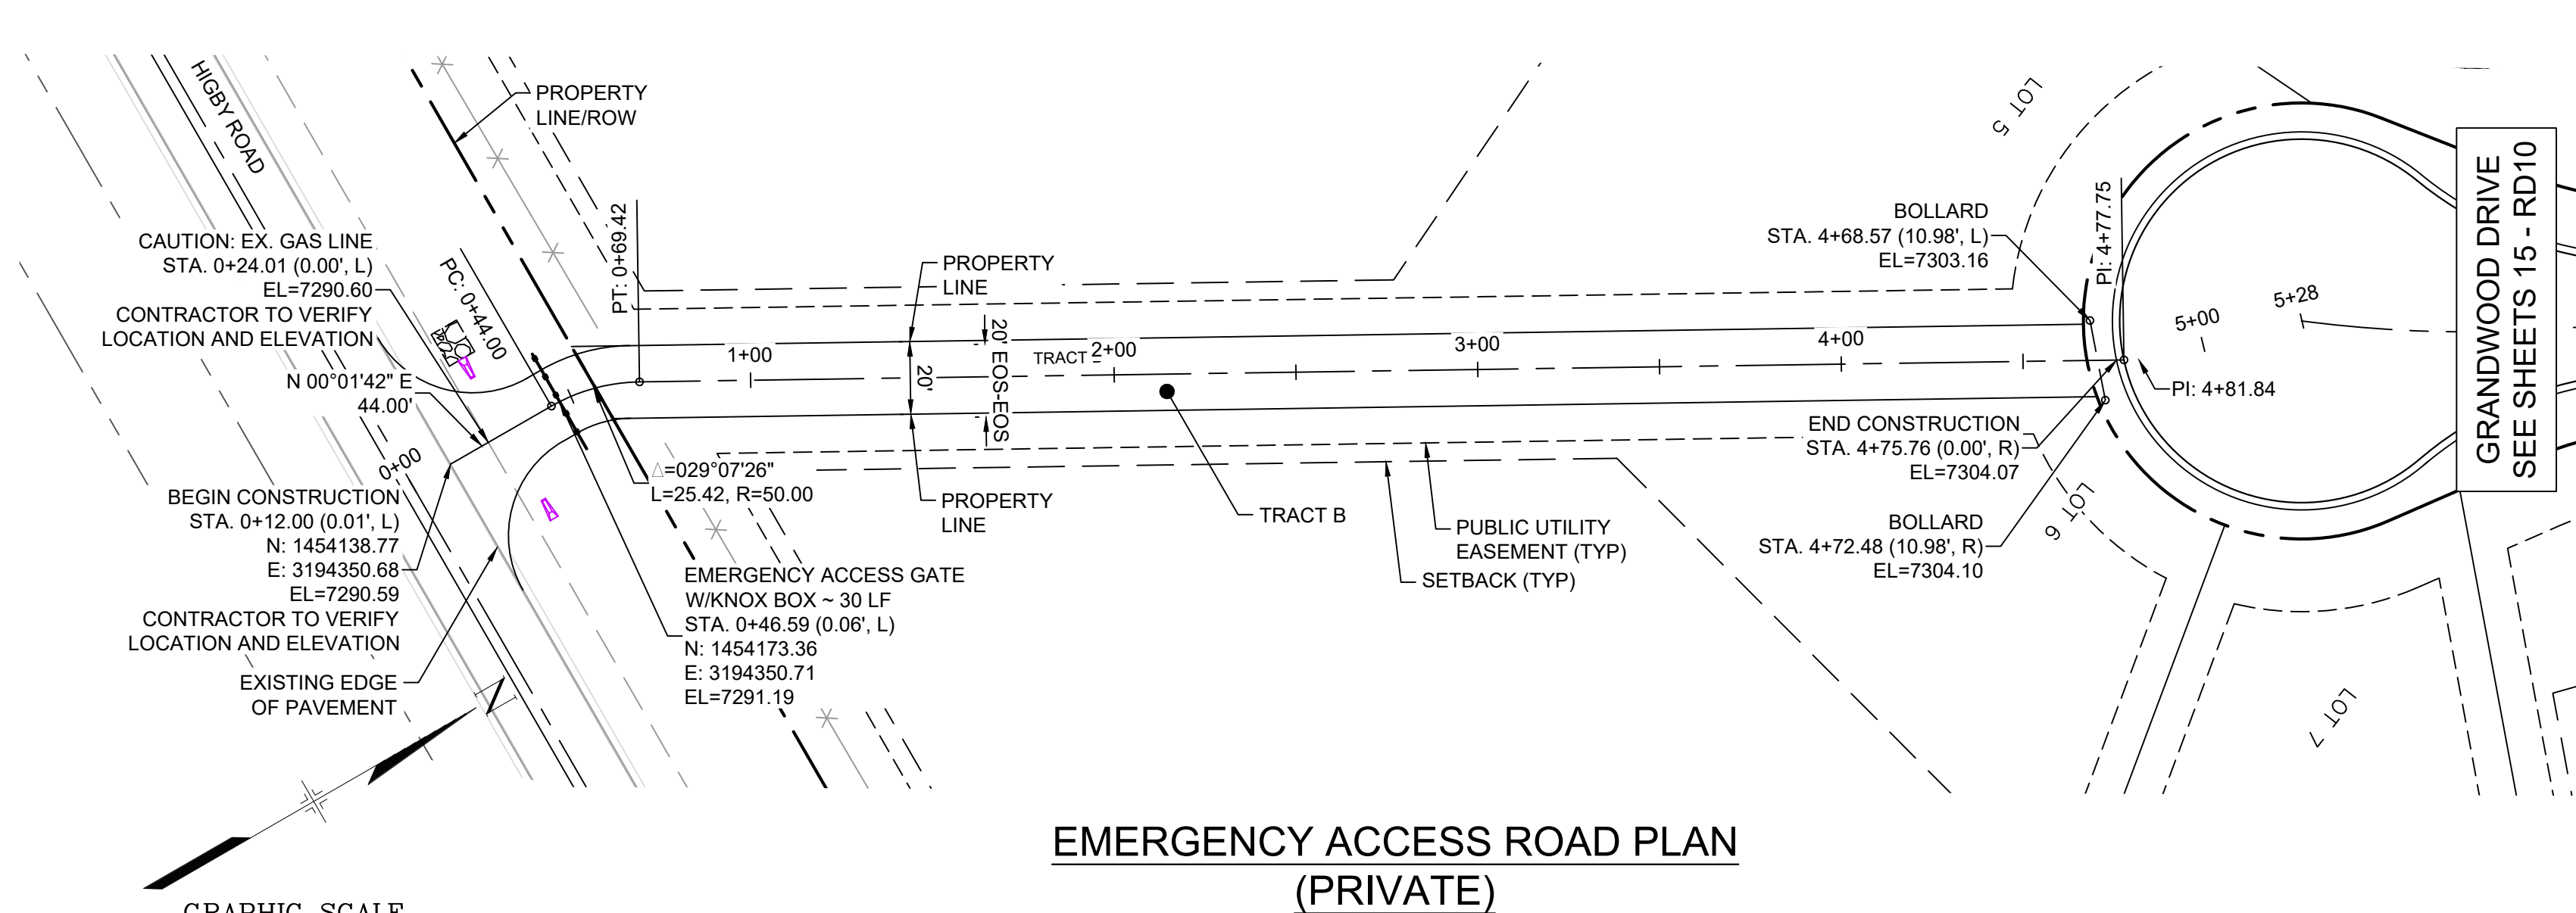 HIGBY ROAD
PROPERTY
LINE/ROW
CAUTION: EX. GAS LINE
STA. 0+24.01 (0.00', L)
EL=7290.60
CONTRACTOR TO VERIFY
LOCATION AND ELEVATION
PC: 0+44.00
PT: 0+69.42
N 00°01'42" E
44.00'
0+00
BEGIN CONSTRUCTION
STA. 0+12.00 (0.01', L)
N: 1454138.77
E: 3194350.68
EL=7290.59
CONTRACTOR TO VERIFY
LOCATION AND ELEVATION
EXISTING EDGE
OF PAVEMENT
N
Δ=029°07'26"
L=25.42, R=50.00
EMERGENCY ACCESS GATE
W/KNOX BOX ~ 30 LF
STA. 0+46.59 (0.06', L)
N: 1454173.36
E: 3194350.71
EL=7291.19
PROPERTY
LINE
1+00
20'
20' EOS-EOS
TRACT
2+00
3+00
4+00
PROPERTY
LINE
TRACT B
PUBLIC UTILITY
EASEMENT (TYP)
SETBACK (TYP)
LOT 5
BOLLARD
STA. 4+68.57 (10.98', L)
EL=7303.16
PI: 4+77.75
5+00
5+28
PI: 4+81.84
END CONSTRUCTION
STA. 4+75.76 (0.00', R)
EL=7304.07
LOT 6
BOLLARD
STA. 4+72.48 (10.98', R)
EL=7304.10
LOT 7
GRANDWOOD DRIVE
SEE SHEETS 15 - RD10
EMERGENCY ACCESS ROAD PLAN
(PRIVATE)
GRAPHIC SCALE